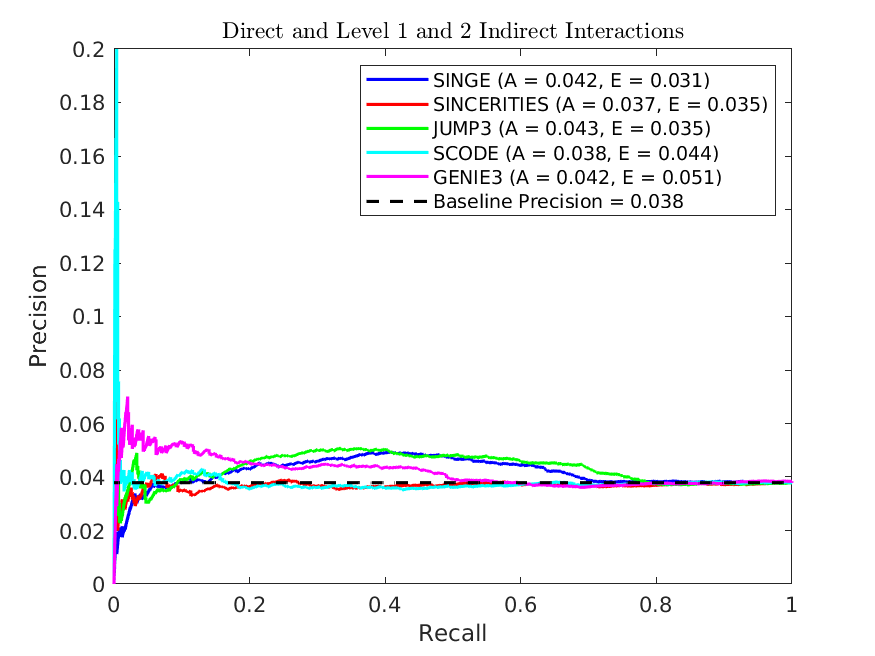 Direct and Level 1 and 2 Indirect Interactions
0.2
0.18
0.16
0.14
0.12
0.1
0.08
0.06
0.04
0.02
0
Precision
SINGE (A = 0.042, E = 0.031)
SINCERITIES (A = 0.037, E = 0.035)
JUMP3 (A = 0.043, E = 0.035)
SCODE (A = 0.038, E = 0.044)
GENIE3 (A = 0.042, E = 0.051)
Baseline Precision = 0.038
0 0.2 0.4 0.6 0.8 1
Recall